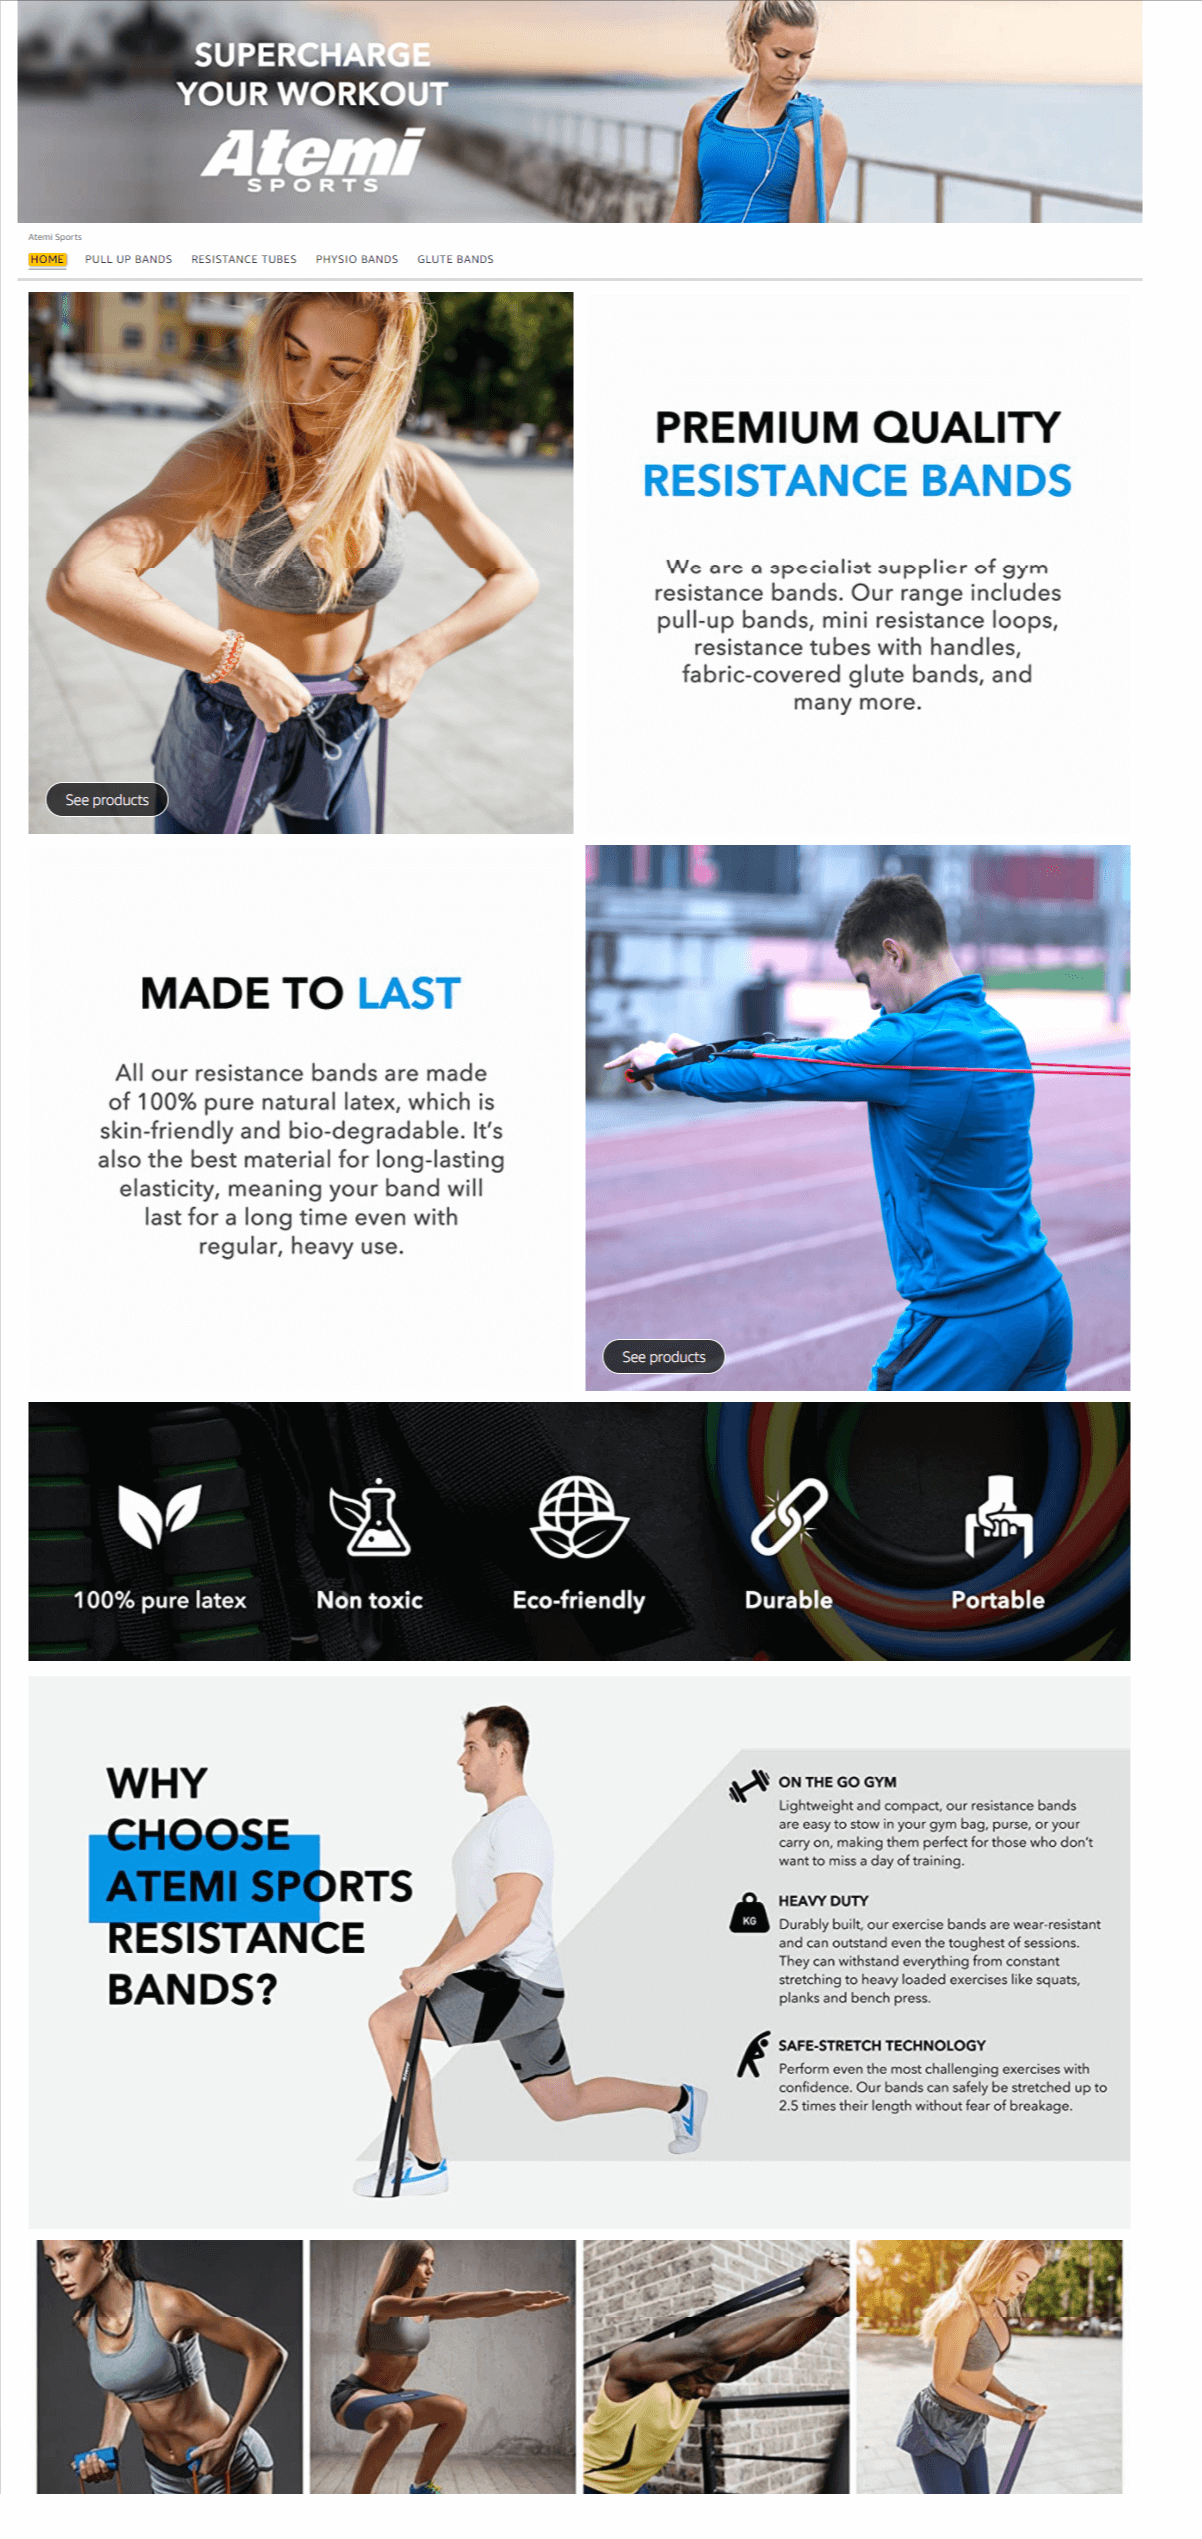 SUPERCHARGE
YOUR WORKOUT
Atemi
SPORTS
Atemi Sports
HOME PULL UP BANDS RESISTANCE TUBES PHYSIO BANDS GLUTE BANDS
PREMIUM QUALITY
RESISTANCE BANDS
We are a specialist supplier of gym
resistance bands. Our range includes
pull-up bands, mini resistance loops,
resistance tubes with handles,
fabric-covered glute bands, and
many more.
See products
MADE TO LAST
All our resistance bands are made
of 100% pure natural latex, which is
skin-friendly and bio-degradable. It's
also the best material for long-lasting
elasticity, meaning your band will
last for a long time even with
regular, heavy use.
See products
100% pure latex Non toxic Eco-friendly Durable Portable
WHY
CHOOSE
ATEMI SPORTS
RESISTANCE
BANDS?
ON THE GO GYM
Lightweight and compact, our resistance bands
are easy to stow in your gym bag, purse, or your
carry on, making them perfect for those who don't
want to miss a day of training.
KG
HEAVY DUTY
Durably built, our exercise bands are wear-resistant
and can outstand even the toughest of sessions.
They can withstand everything from constant
stretching to heavy loaded exercises like squats,
planks and bench press.
SAFE-STRETCH TECHNOLOGY
Perform even the most challenging exercises with
confidence. Our bands can safely be stretched up to
2.5 times their length without fear of breakage.